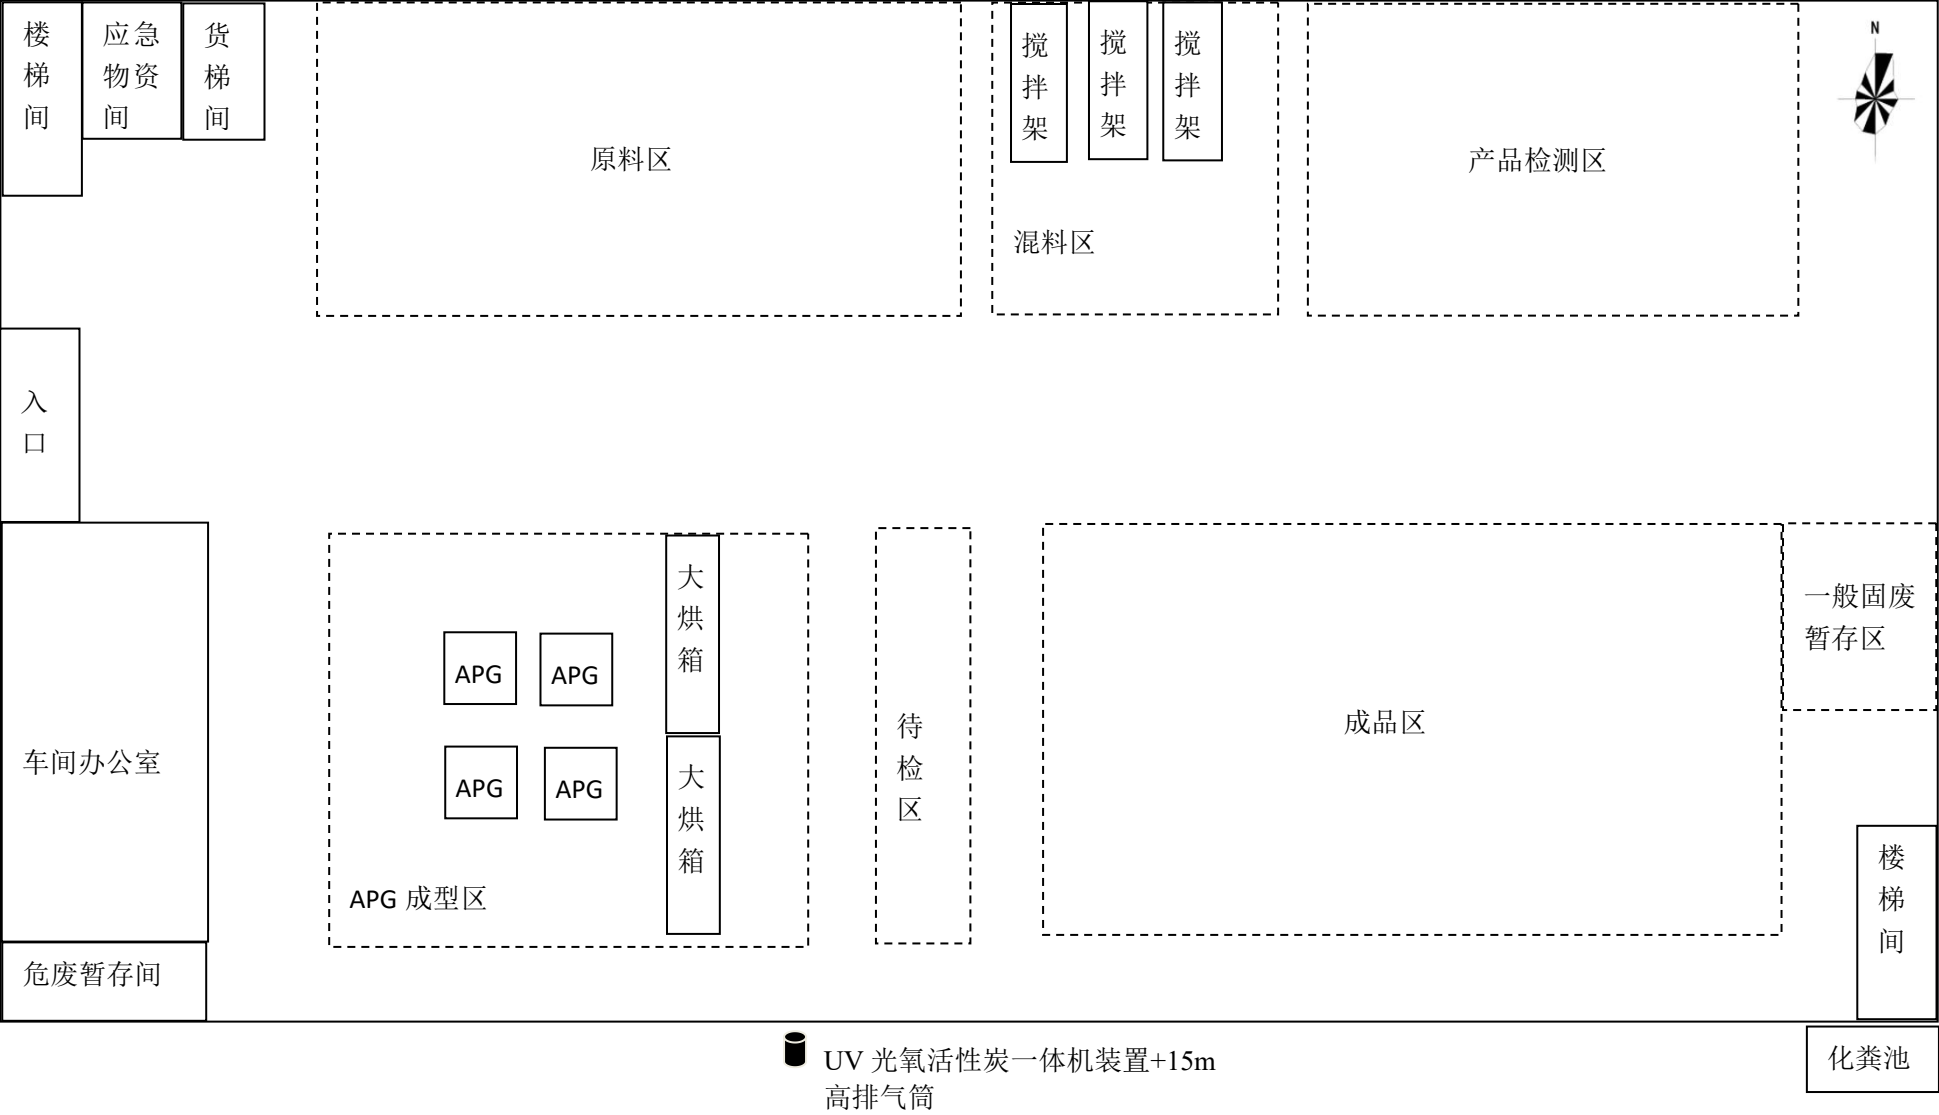 楼
梯
间
应急
物资
间
货
梯
间
原料区
搅
拌
架
搅
拌
架
搅
拌
架
混料区
产品检测区
N
入
口
车间办公室
危废暂存间
APG
APG
APG
APG
APG 成型区
大
烘
箱
大
烘
箱
待
检
区
成品区
一般固废
暂存区
楼
梯
间
UV 光氧活性炭一体机装置+15m
高排气筒
化粪池